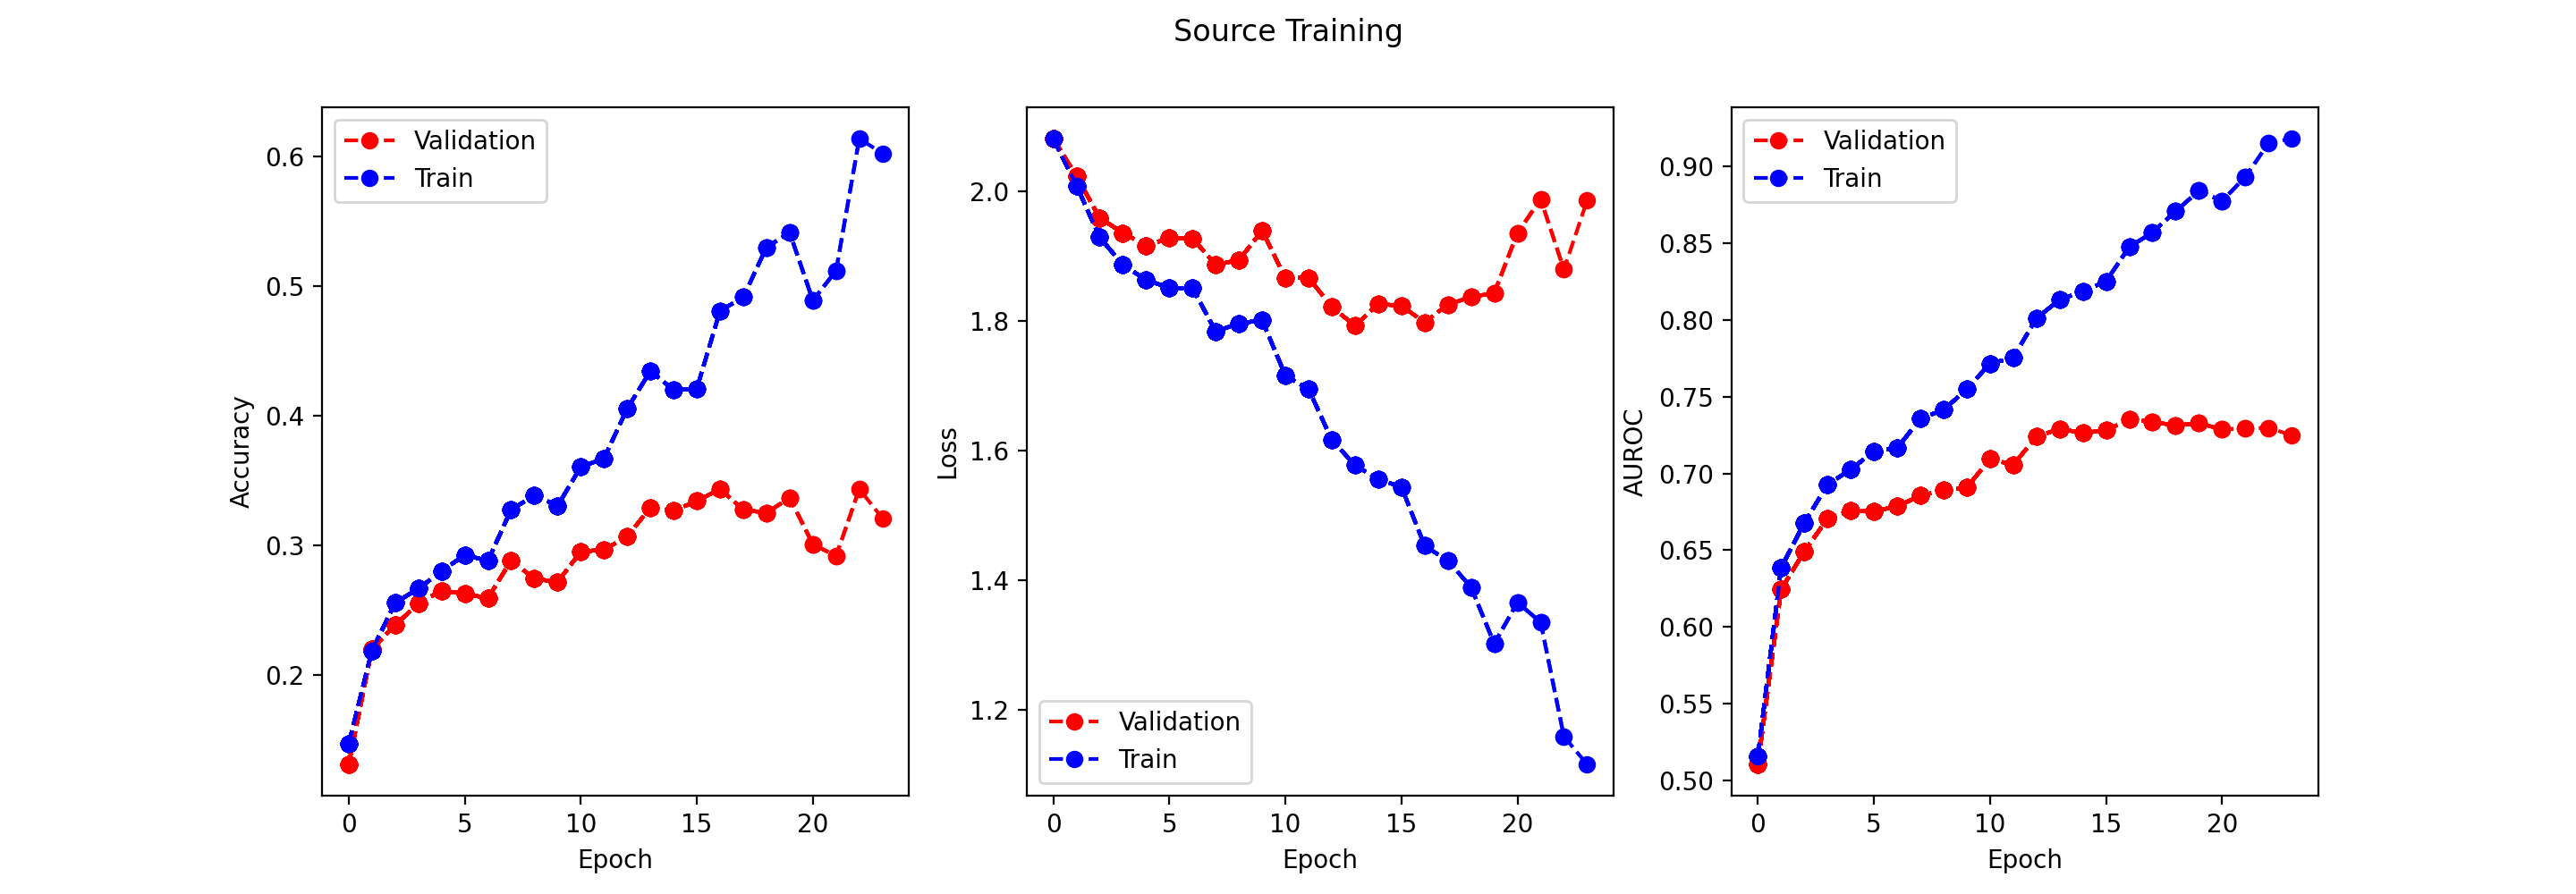 Source Training
Accuracy
0.6
0.5
0.4
0.3
0.2
Validation
Train
0 5 10 15 20
Epoch
Loss
2.0
1.8
1.6
1.4
1.2
Validation
Train
0 5 10 15 20
Epoch
AUROC
0.90
0.85
0.80
0.75
0.70
0.65
0.60
0.55
0.50
Validation
Train
0 5 10 15 20
Epoch